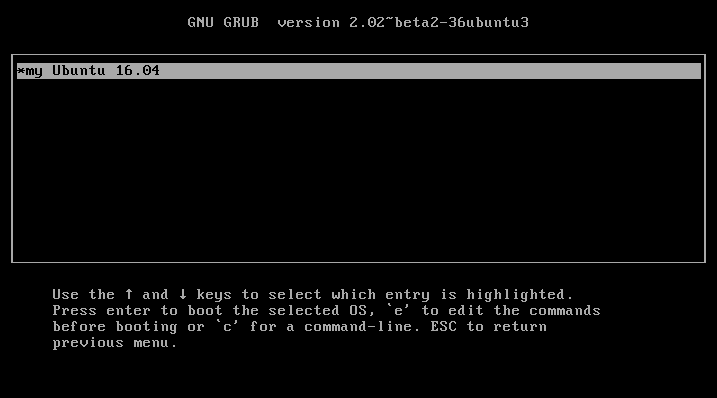 GNU GRUB  version 2.02~beta2-36ubuntu3
*my Ubuntu 16.04
Use the ↑ and ↓ keys to select which entry is highlighted.
Press enter to boot the selected OS, `e' to edit the commands
before booting or `c' for a command-line. ESC to return
previous menu.